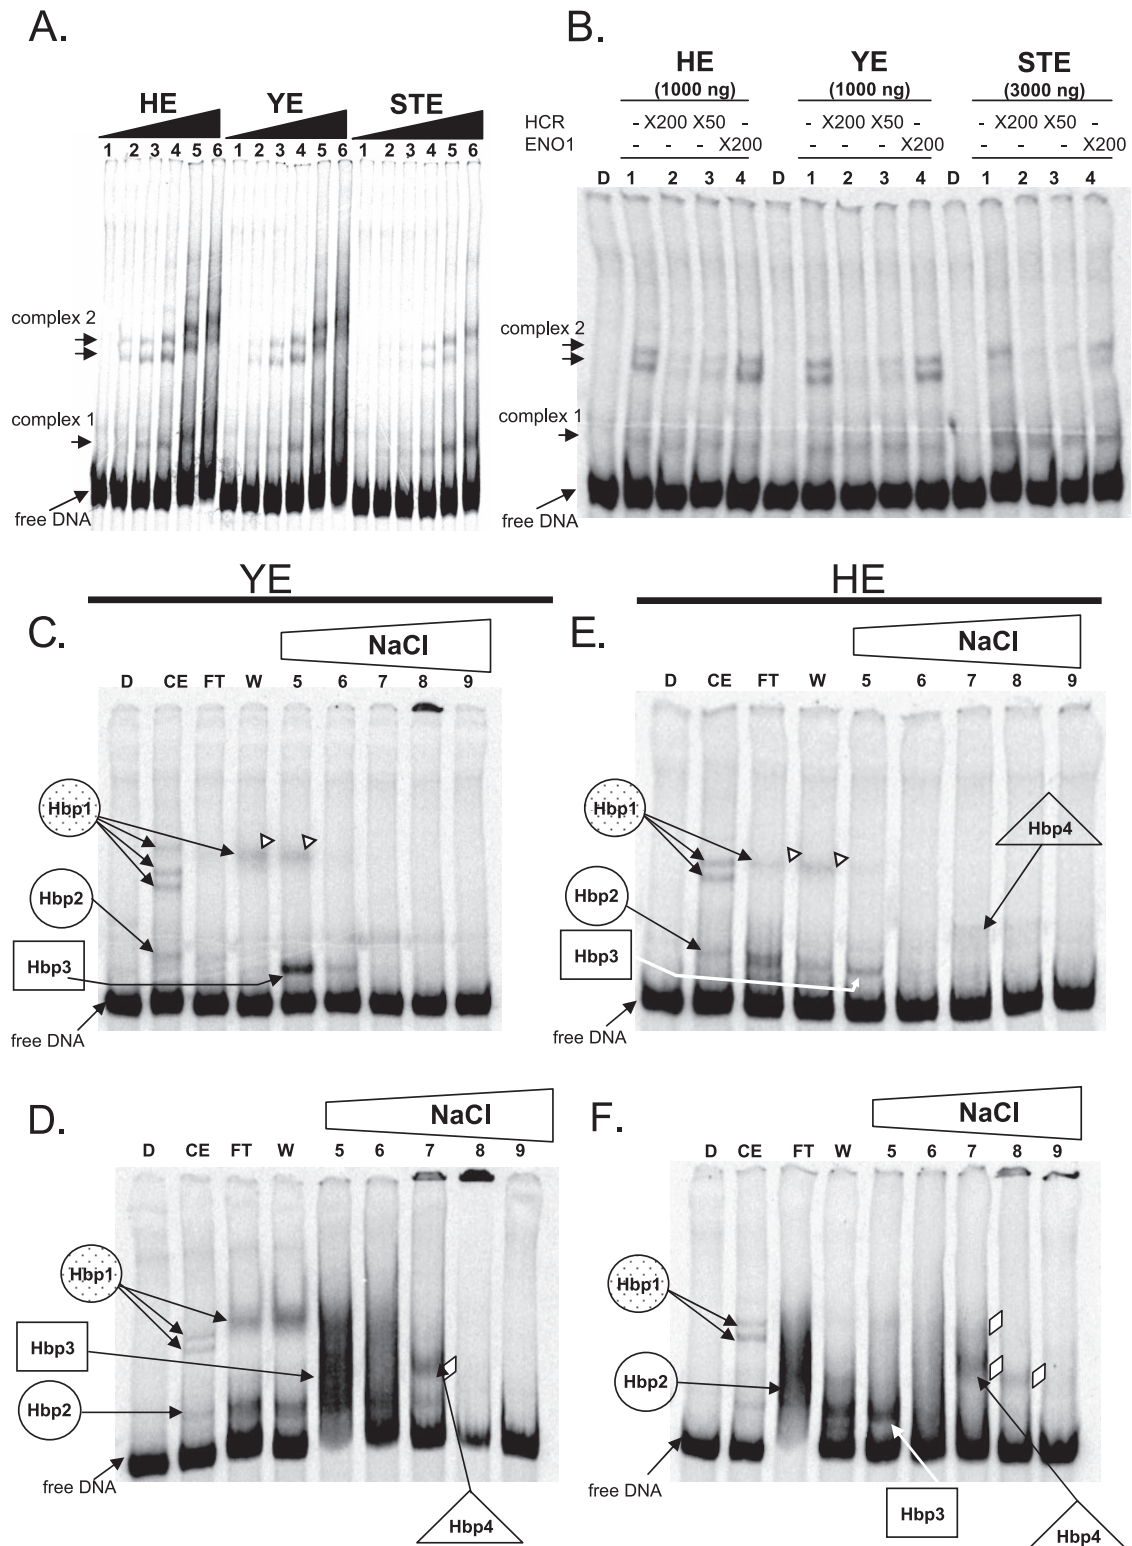 A.
HE YE STE
1 2 3 4 5 6 1 2 3 4 5 6 1 2 3 4 5 6
complex 2
complex 1
free DNA
B.
HE YE STE
(1000 ng) (1000 ng) (3000 ng)
HCR - X200 X50 - - X200 X50 - - X200 X50 -
ENO1 - - - X200 - - - X200 - - - X200
D 1 2 3 4 D 1 2 3 4 D 1 2 3 4
complex 2
complex 1
free DNA
YE
C.
NaCl
D CE FT W 5 6 7 8 9
Hbp1
Hbp2
Hbp3
free DNA
HE
E.
NaCl
D CE FT W 5 6 7 8 9
Hbp1
Hbp4
Hbp2
Hbp3
free DNA
D.
NaCl
D CE FT W 5 6 7 8 9
Hbp1
Hbp3
Hbp2
free DNA
Hbp4
F.
NaCl
D CE FT W 5 6 7 8 9
Hbp1
Hbp2
free DNA
Hbp3
Hbp4